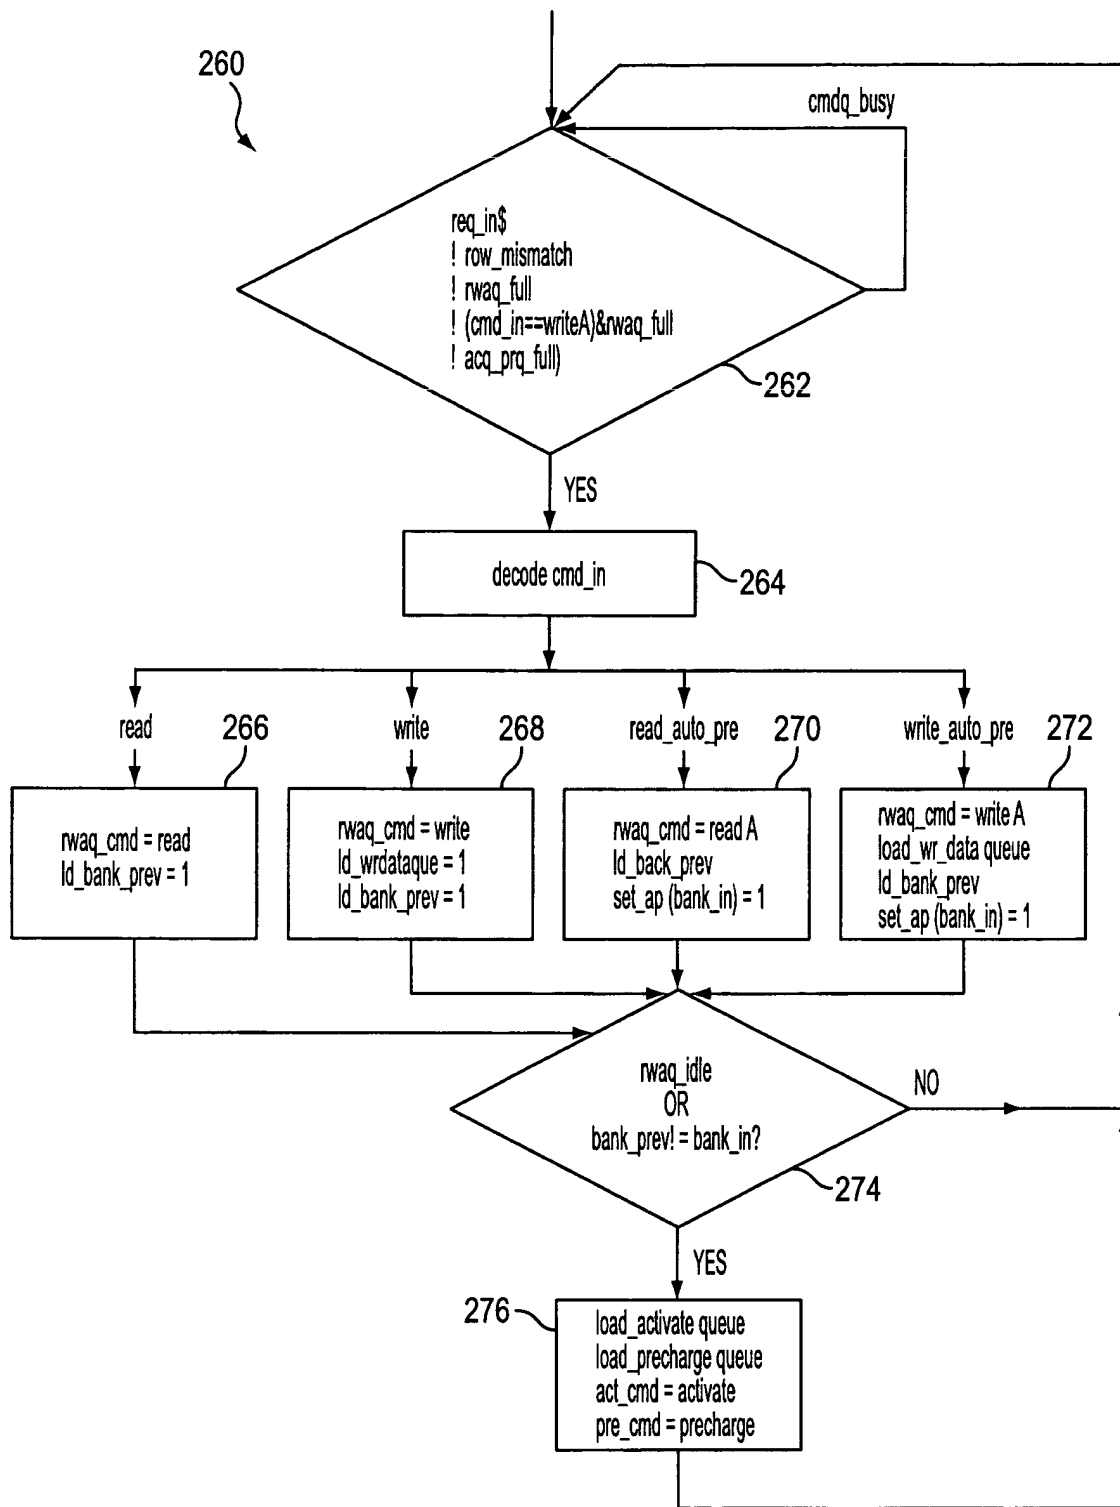 260
cmdq_busy
req_in$
! row_mismatch
! rwaq_full
! (cmd_in==writeA)&rwaq_full
! acq_prq_full)
262
YES
decode cmd_in
264
read
266
write
268
read_auto_pre
270
write_auto_pre
272
rwaq_cmd = read
ld_bank_prev = 1
rwaq_cmd = write
ld_wrdataque = 1
ld_bank_prev = 1
rwaq_cmd = read A
ld_back_prev
set_ap (bank_in) = 1
rwaq_cmd = write A
load_wr_data queue
ld_bank_prev
set_ap (bank_in) = 1
rwaq_idle
OR
bank_prev! = bank_in?
NO
274
YES
276
load_activate queue
load_precharge queue
act_cmd = activate
pre_cmd = precharge